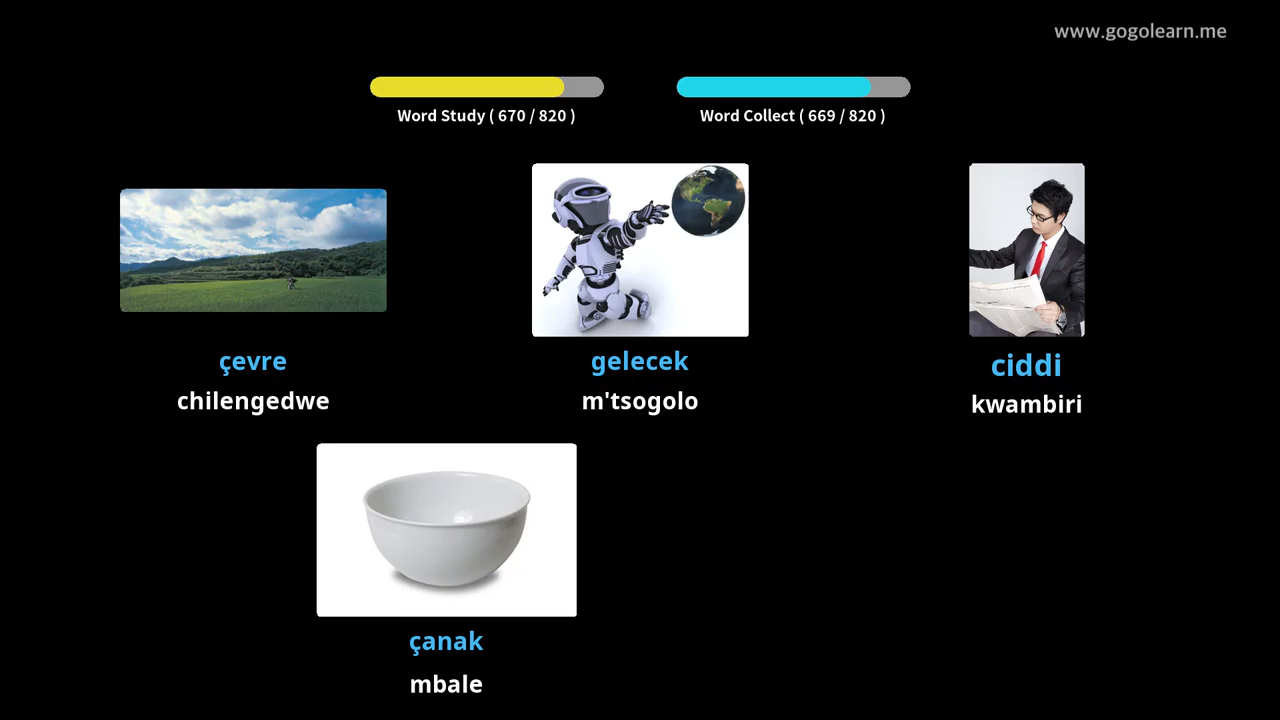 www.gogolearn.me
Word Study ( 670 / 820 )
Word Collect ( 669 / 820 )
çevre
chilengedwe
gelecek
m'tsogolo
ciddi
kwambiri
çanak
mbale